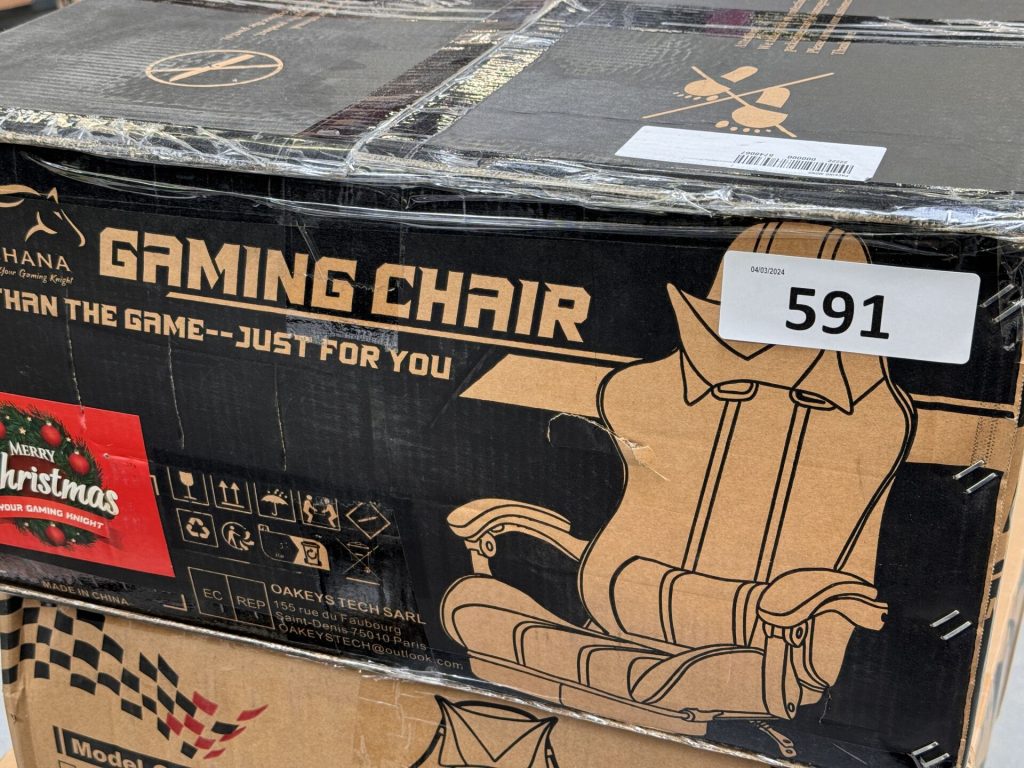 04/03/2024
591
HANA
Your Gaming Knight
GAMING CHAIR
THAN THE GAME--JUST FOR YOU
MERRY
Christmas
YOUR GAMING KNIGHT
MADE IN CHINA
EC REP
OAKEYS TECH SARL
155 rue du Faubourg
Saint-Denis 75010 Paris
OAKEYSTECH@outlook.com
Model